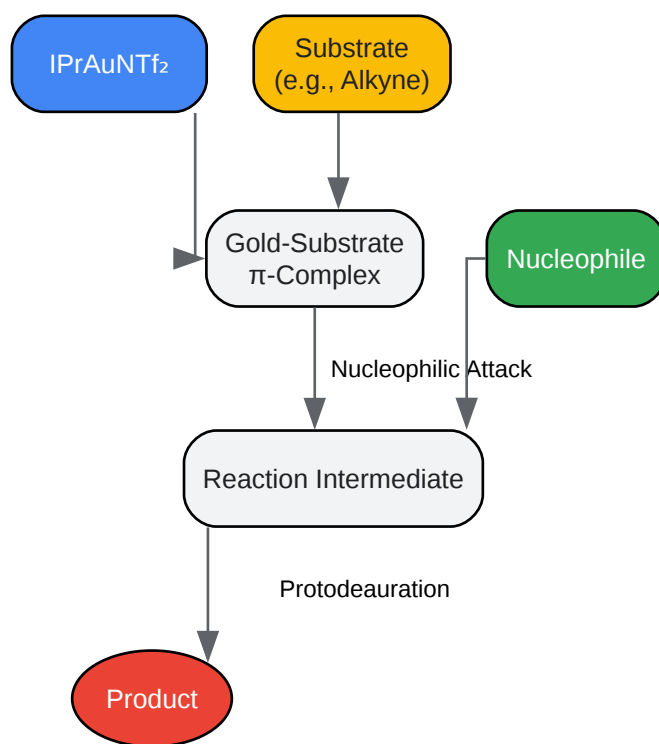 IPrAuNTf₂
Substrate
(e.g., Alkyne)
Gold-Substrate
π-Complex
Nucleophile
Nucleophilic Attack
Reaction Intermediate
Protodeauration
Product